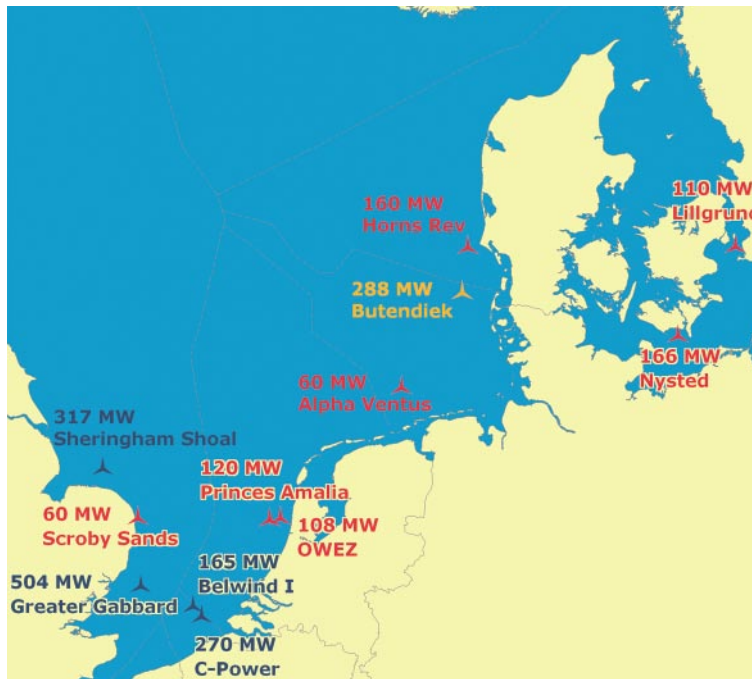 110 MW
Lillgrund
160 MW
Horns Rev
288 MW
Butendiek
166 MW
Nysted
60 MW
Alpha Ventus
317 MW
Sheringham Shoal
120 MW
Princes Amalia
60 MW
Scroby Sands
108 MW
OWEZ
165 MW
Belwind I
504 MW
Greater Gabbard
270 MW
C-Power